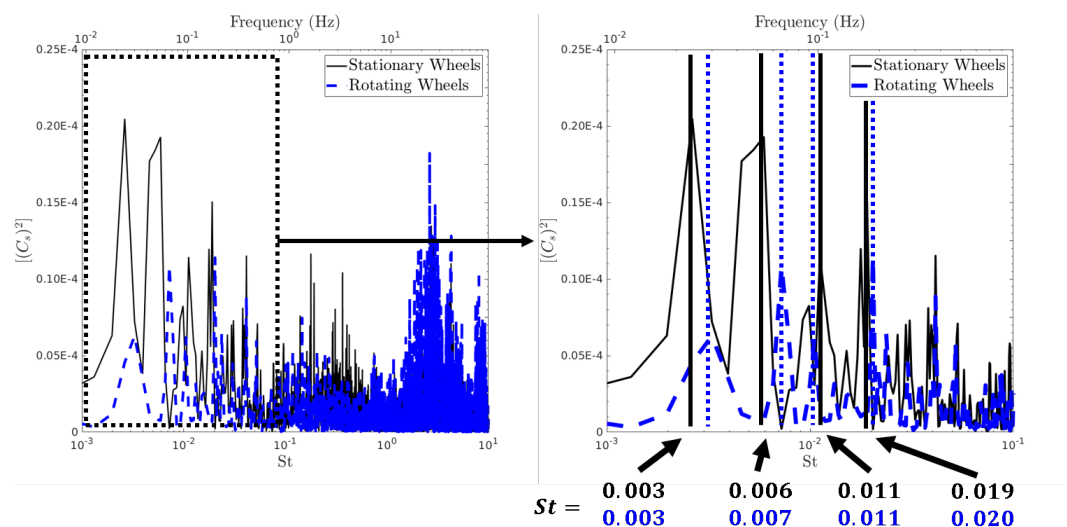 Frequency (Hz)
10^-2 10^-1 10^0 10^1
0.25E-4
0.20E-4
0.15E-4
0.10E-4
0.05E-4
0
[(C_s)^2]
Stationary Wheels
Rotating Wheels
10^-3 10^-2 10^-1 10^0 10^1
St
Frequency (Hz)
10^-2 10^-1
0.25E-4
0.20E-4
0.15E-4
0.10E-4
0.05E-4
0
[(C_s)^2]
Stationary Wheels
Rotating Wheels
10^-3 10^-2 10^-1
St
St =
0.003 0.006 0.011 0.019
0.003 0.007 0.011 0.020